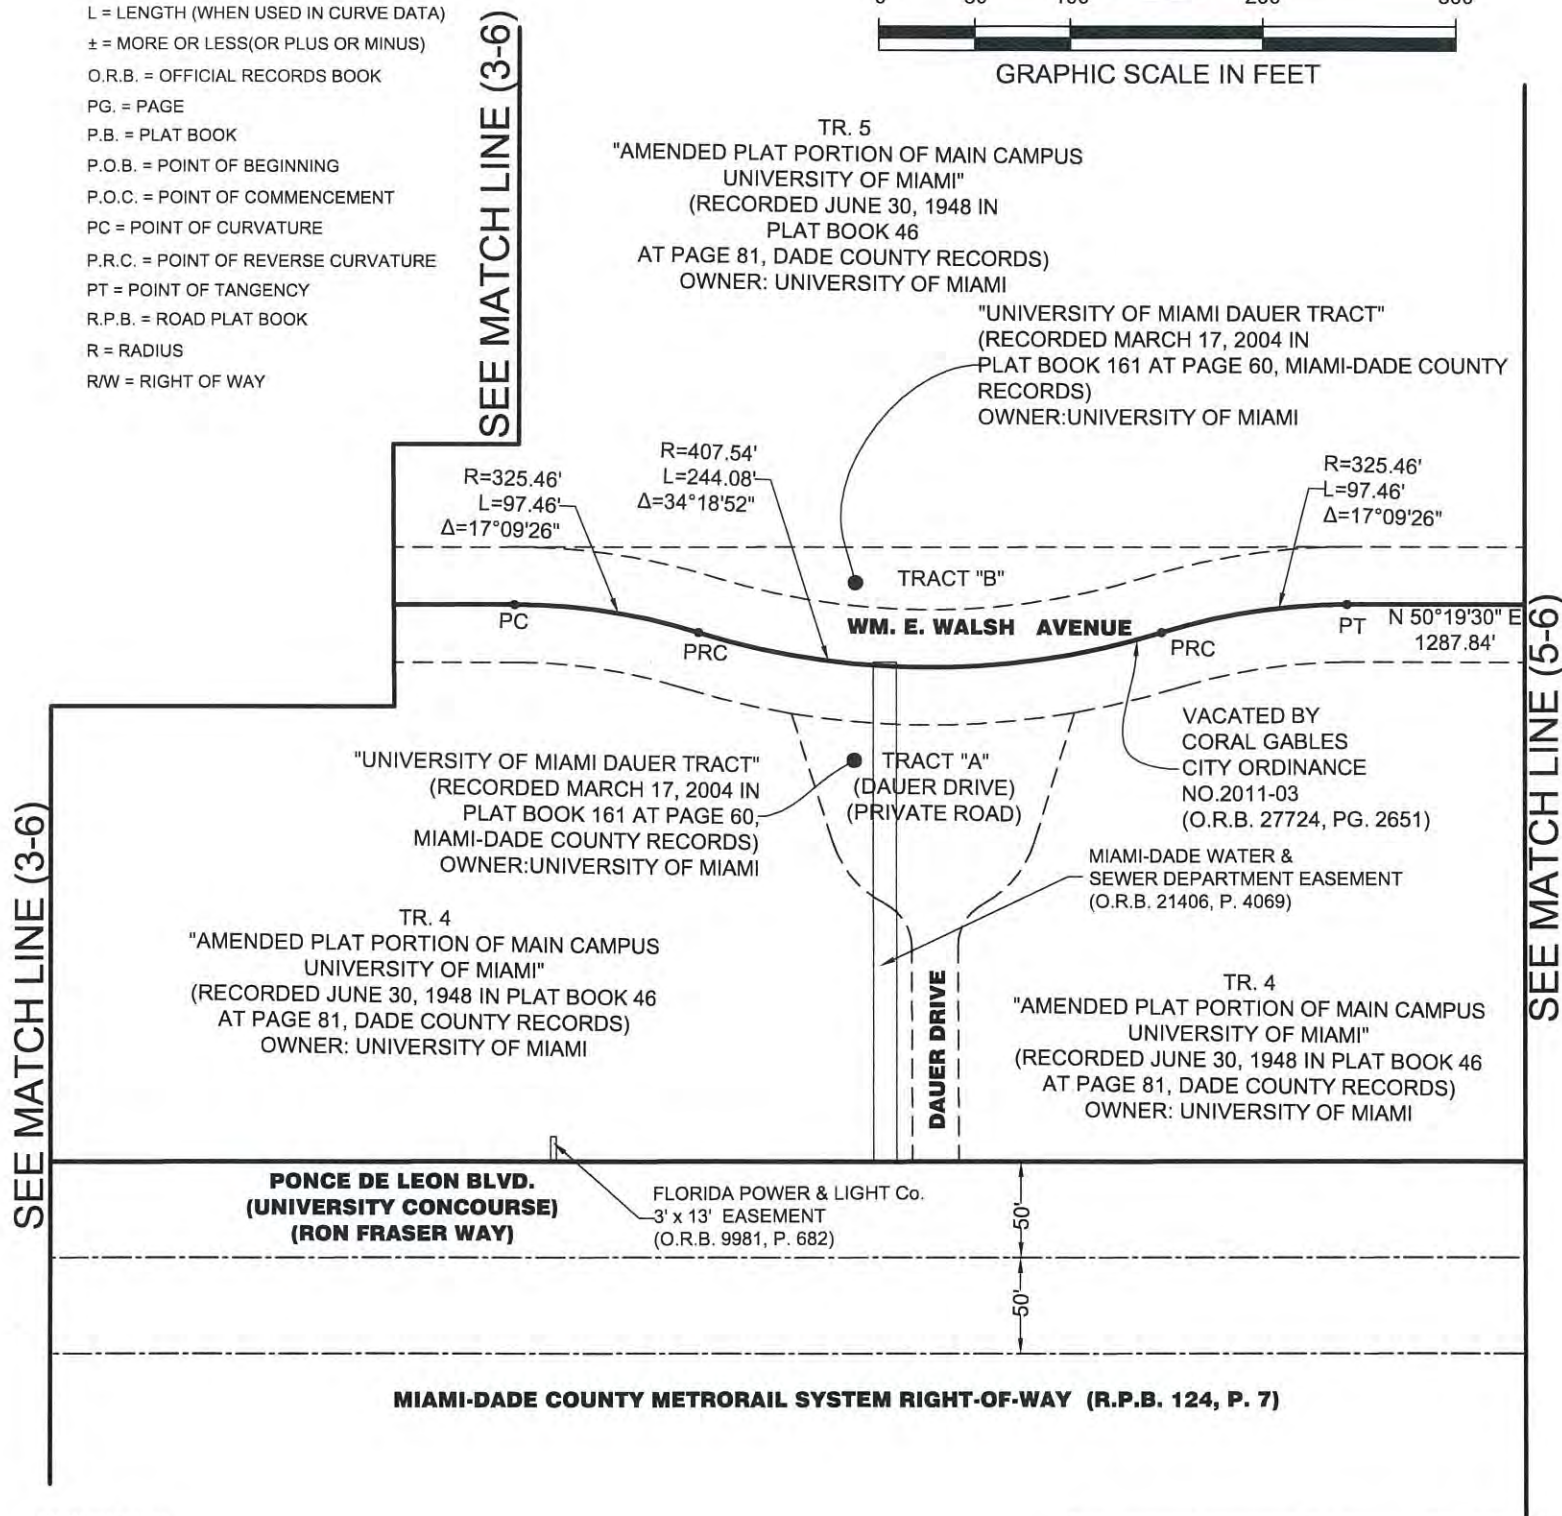 L = LENGTH (WHEN USED IN CURVE DATA)
± = MORE OR LESS(OR PLUS OR MINUS)
O.R.B. = OFFICIAL RECORDS BOOK
PG. = PAGE
P.B. = PLAT BOOK
P.O.B. = POINT OF BEGINNING
P.O.C. = POINT OF COMMENCEMENT
PC = POINT OF CURVATURE
P.R.C. = POINT OF REVERSE CURVATURE
PT = POINT OF TANGENCY
R.P.B. = ROAD PLAT BOOK
R = RADIUS
R/W = RIGHT OF WAY
SEE MATCH LINE (3-6)
GRAPHIC SCALE IN FEET
TR. 5
"AMENDED PLAT PORTION OF MAIN CAMPUS
UNIVERSITY OF MIAMI"
(RECORDED JUNE 30, 1948 IN
PLAT BOOK 46
AT PAGE 81, DADE COUNTY RECORDS)
OWNER: UNIVERSITY OF MIAMI
"UNIVERSITY OF MIAMI DAUER TRACT"
(RECORDED MARCH 17, 2004 IN
PLAT BOOK 161 AT PAGE 60, MIAMI-DADE COUNTY
RECORDS)
OWNER:UNIVERSITY OF MIAMI
R=325.46'
L=97.46'
Δ=17°09'26"
R=407.54'
L=244.08'
Δ=34°18'52"
R=325.46'
L=97.46'
Δ=17°09'26"
TRACT "B"
PC
PRC
WM. E. WALSH AVENUE
PRC
PT
N 50°19'30" E
1287.84'
SEE MATCH LINE (5-6)
VACATED BY
CORAL GABLES
CITY ORDINANCE
NO.2011-03
(O.R.B. 27724, PG. 2651)
"UNIVERSITY OF MIAMI DAUER TRACT"
(RECORDED MARCH 17, 2004 IN
PLAT BOOK 161 AT PAGE 60,
MIAMI-DADE COUNTY RECORDS)
OWNER:UNIVERSITY OF MIAMI
TRACT "A"
(DAUER DRIVE)
(PRIVATE ROAD)
MIAMI-DADE WATER &
SEWER DEPARTMENT EASEMENT
(O.R.B. 21406, P. 4069)
SEE MATCH LINE (3-6)
TR. 4
"AMENDED PLAT PORTION OF MAIN CAMPUS
UNIVERSITY OF MIAMI"
(RECORDED JUNE 30, 1948 IN PLAT BOOK 46
AT PAGE 81, DADE COUNTY RECORDS)
OWNER: UNIVERSITY OF MIAMI
DAUER DRIVE
TR. 4
"AMENDED PLAT PORTION OF MAIN CAMPUS
UNIVERSITY OF MIAMI"
(RECORDED JUNE 30, 1948 IN PLAT BOOK 46
AT PAGE 81, DADE COUNTY RECORDS)
OWNER: UNIVERSITY OF MIAMI
PONCE DE LEON BLVD.
(UNIVERSITY CONCOURSE)
(RON FRASER WAY)
FLORIDA POWER & LIGHT Co.
3' x 13' EASEMENT
(O.R.B. 9981, P. 682)
50'
50'
MIAMI-DADE COUNTY METRORAIL SYSTEM RIGHT-OF-WAY (R.P.B. 124, P. 7)